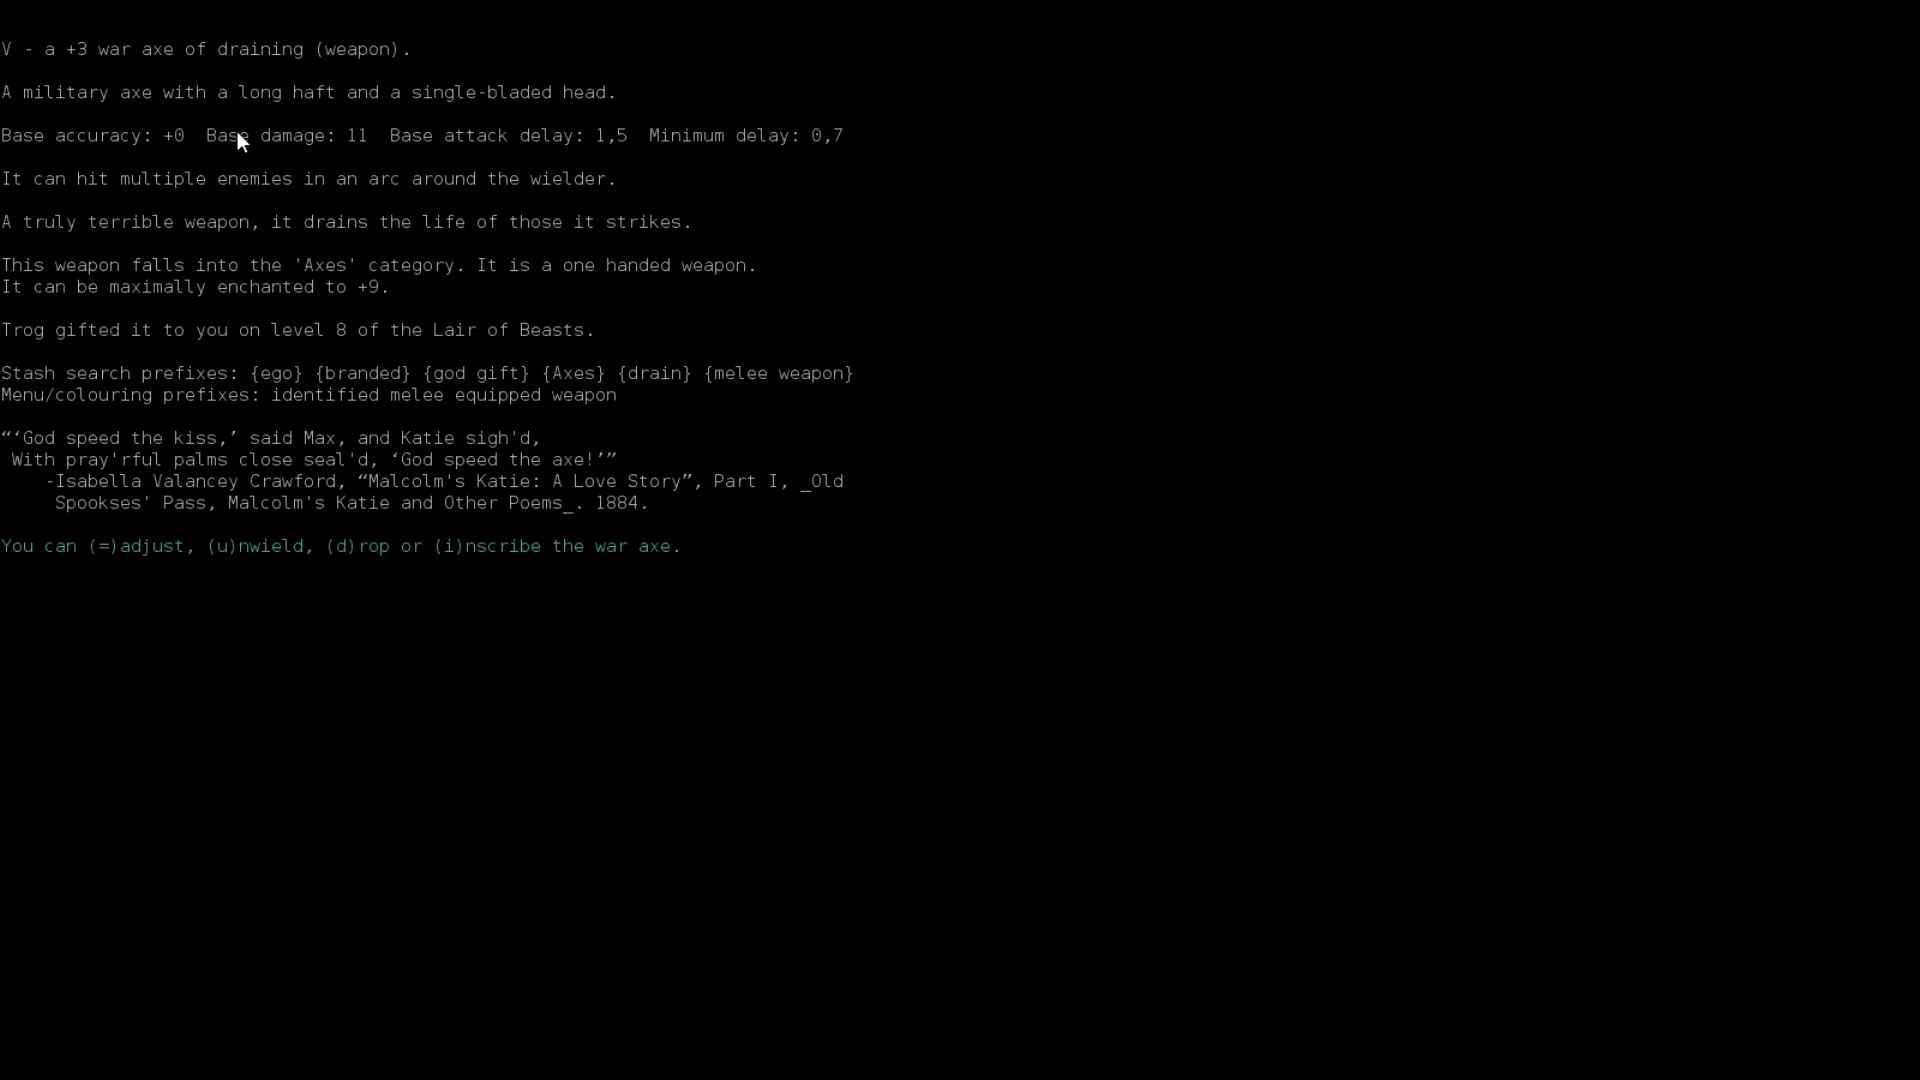 V - a +3 war axe of draining (weapon).
A military axe with a long haft and a single-bladed head.
Base accuracy: +0  Base damage: 11  Base attack delay: 1,5  Minimum delay: 0,7
It can hit multiple enemies in an arc around the wielder.
A truly terrible weapon, it drains the life of those it strikes.
This weapon falls into the 'Axes' category. It is a one handed weapon.
It can be maximally enchanted to +9.
Trog gifted it to you on level 8 of the Lair of Beasts.
Stash search prefixes: {ego} {branded} {god gift} {Axes} {drain} {melee weapon}
Menu/colouring prefixes: identified melee equipped weapon
“‘God speed the kiss,’ said Max, and Katie sigh'd,
With pray'rful palms close seal'd, ‘God speed the axe!’”
-Isabella Valancey Crawford, “Malcolm's Katie: A Love Story”, Part I, _Old
Spookses' Pass, Malcolm's Katie and Other Poems_. 1884.
You can (=)adjust, (u)nwield, (d)rop or (i)nscribe the war axe.